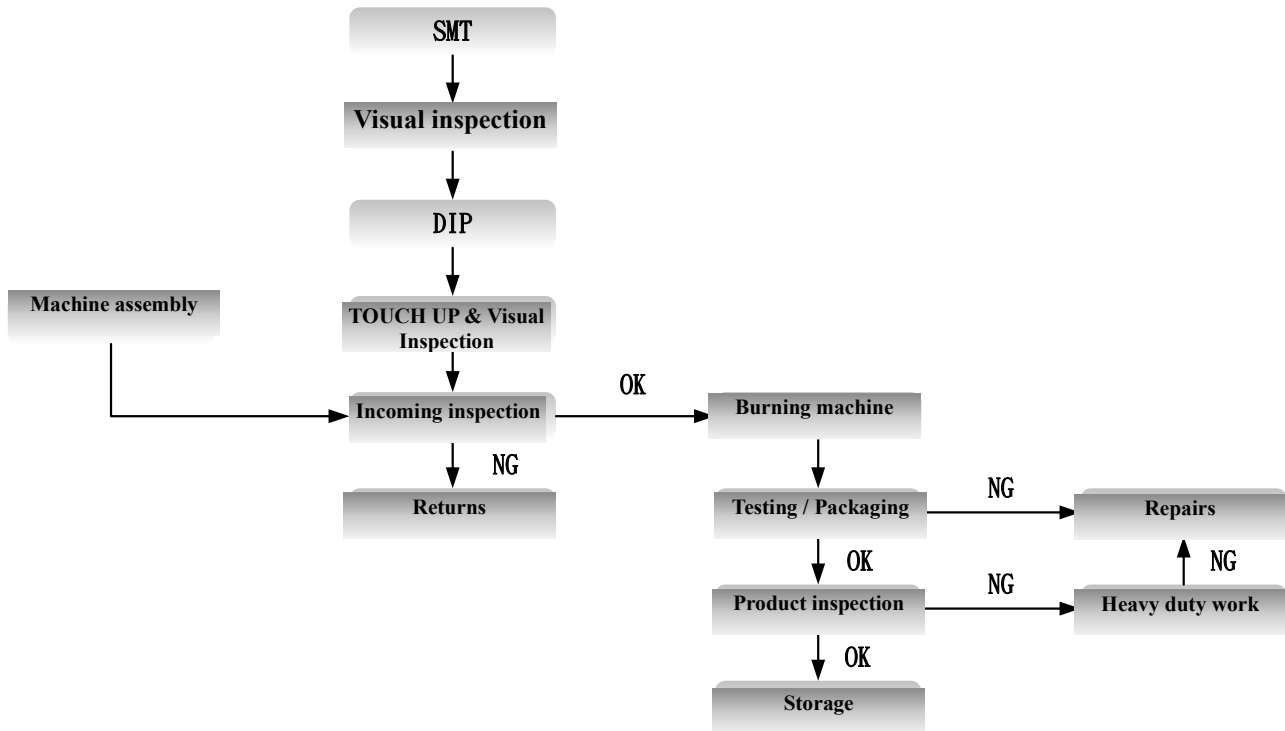 SMT
Visual inspection
DIP
Machine assembly
TOUCH UP & Visual
Inspection
Incoming inspection
OK
Burning machine
NG
Returns
Testing / Packaging
NG
Repairs
OK
NG
Product inspection
NG
Heavy duty work
OK
Storage